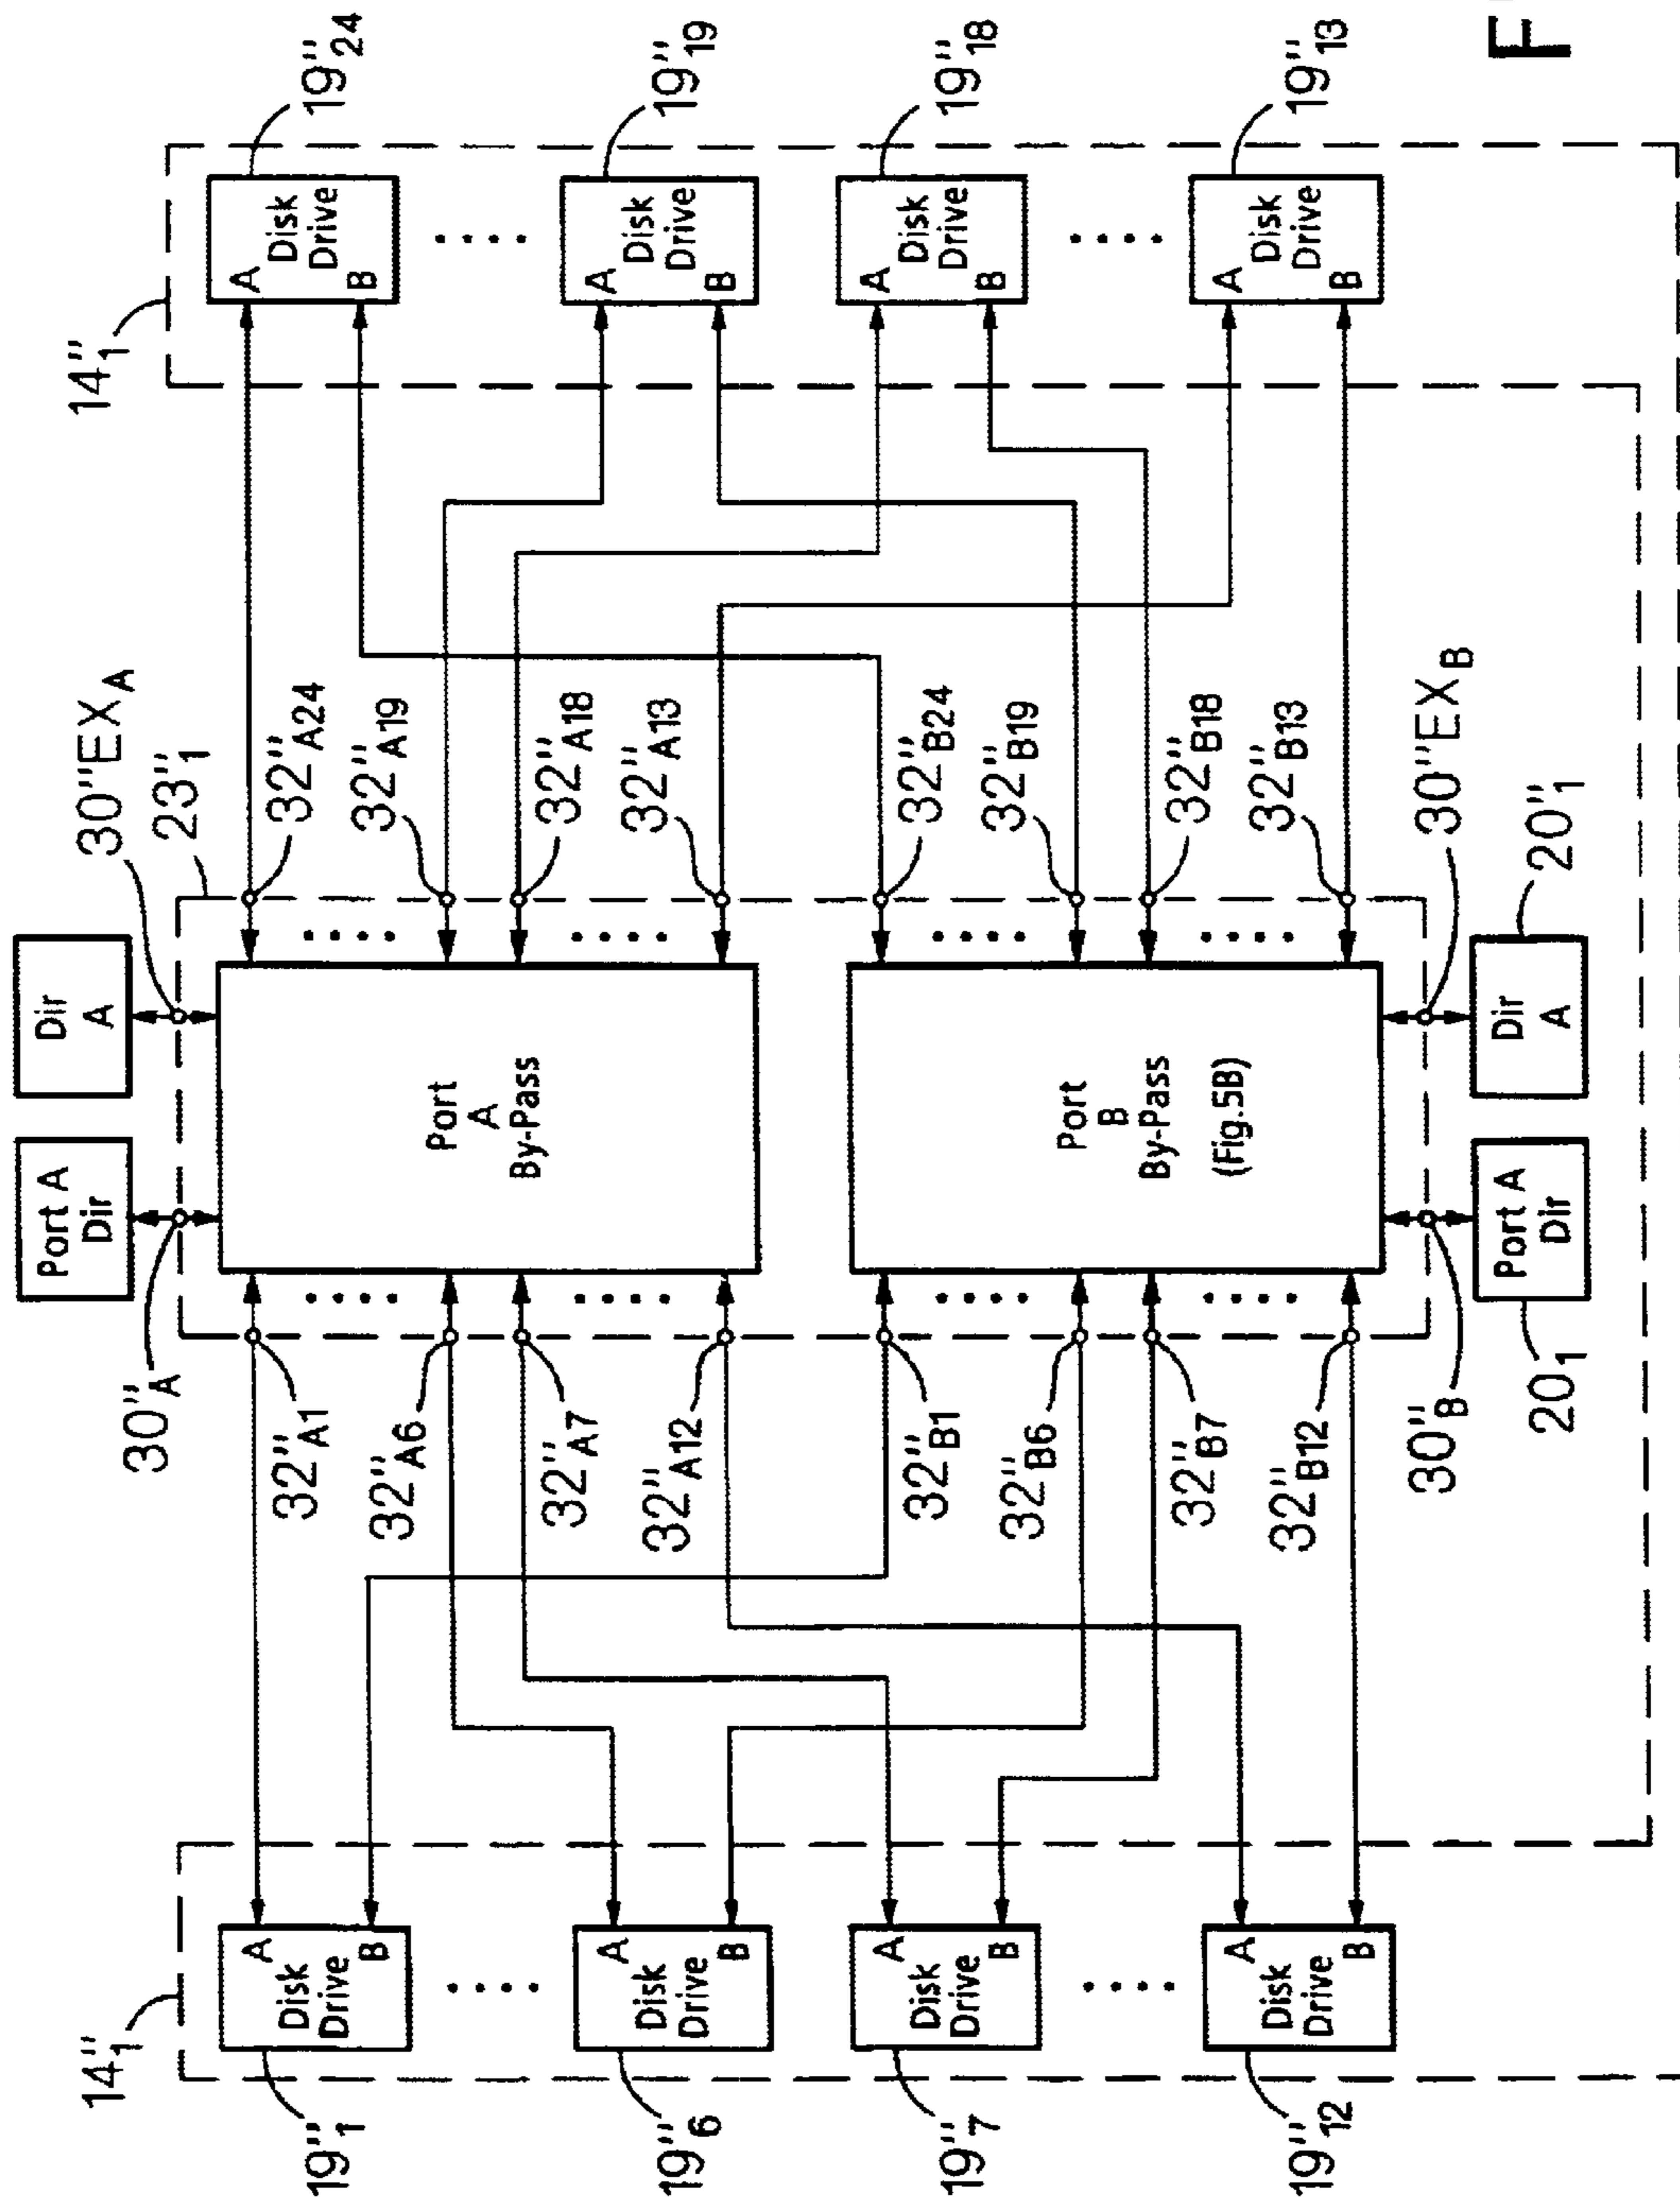 14"1
14"1
Port A
Dir
Dir
A
30"A
30"EXA
23"1
19"1
A
Disk
Drive
B
32"A1
32"A24
A
Disk
Drive
B
19"24
32"A6
32"A19
Port
A
By-Pass
19"6
A
Disk
Drive
B
32"A7
32"A18
A
Disk
Drive
B
19"19
32"A12
32"A13
19"7
A
Disk
Drive
B
32"B1
32"B24
A
Disk
Drive
B
19"18
32"B6
32"B19
Port
B
By-Pass
(Fig.5B)
32"B7
32"B18
19"12
A
Disk
Drive
B
32"B12
32"B13
A
Disk
Drive
B
19"13
30"B
30"EXB
Port A
Dir
Dir
A
201
20"1
F